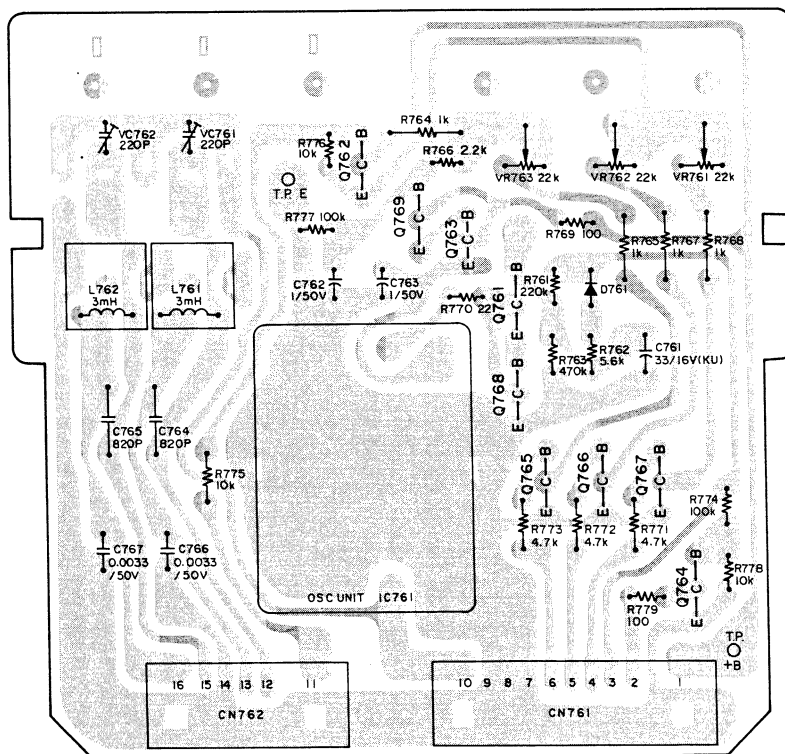 VC762
220P
VC761
220P
R776
10k
Q762
E-C-B
R764 1k
R766 2.2k
VR763 22k
VR762 22k
VR761 22k
T.P. E
R777 100k
Q769
E-C-B
Q763
E-C-B
R769 100
R765
1k
R767
1k
R768
1k
L762
3mH
L761
3mH
C762
1/50V
C763
1/50V
R770 22
Q761
E-C-B
R761
220k
D761
Q768
E-C-B
R763
470k
R762
5.6k
C761
33/16V(KU)
C765
820P
C764
820P
R775
10k
Q765
E-C-B
Q766
E-C-B
Q767
E-C-B
R774
100k
R773
4.7k
R772
4.7k
R771
4.7k
C767
0.0033
/50V
C766
0.0033
/50V
OSC UNIT IC761
R779
100
Q764
E-C-B
R778
10k
T.P.
+B
16 15 14 13 12 11
CN762
10 9 8 7 6 5 4 3 2 1
CN761